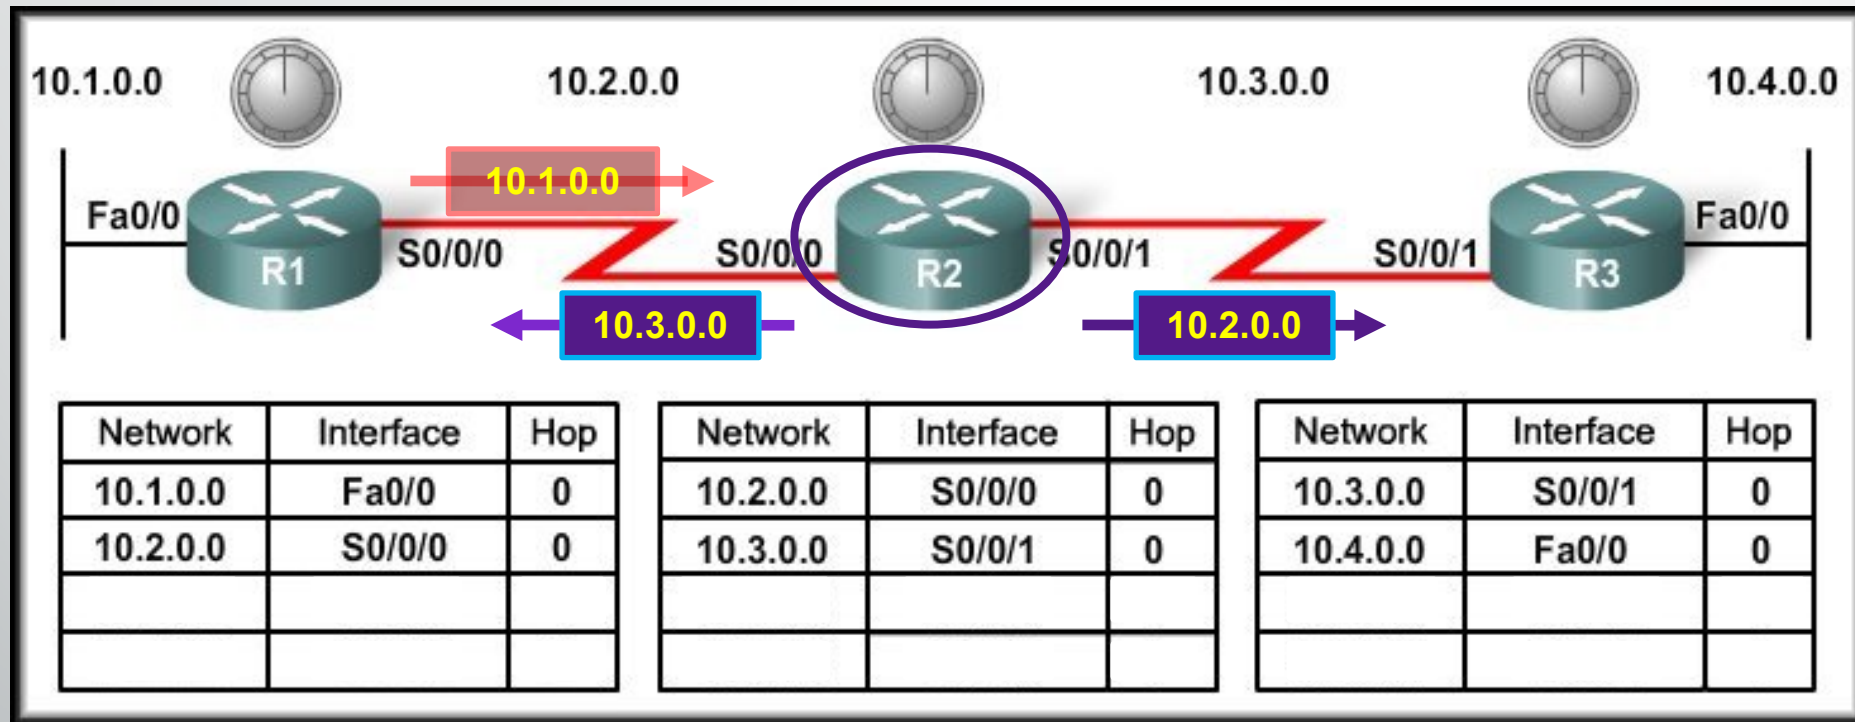 10.1.0.0 10.2.0.0 10.3.0.0 10.4.0.0
10.1.0.0
Fa0/0 R1 S0/0/0 S0/0/0 R2 S0/0/1 S0/0/1 R3 Fa0/0
10.3.0.0 10.2.0.0
Network Interface Hop
10.1.0.0 Fa0/0 0
10.2.0.0 S0/0/0 0
Network Interface Hop
10.2.0.0 S0/0/0 0
10.3.0.0 S0/0/1 0
Network Interface Hop
10.3.0.0 S0/0/1 0
10.4.0.0 Fa0/0 0